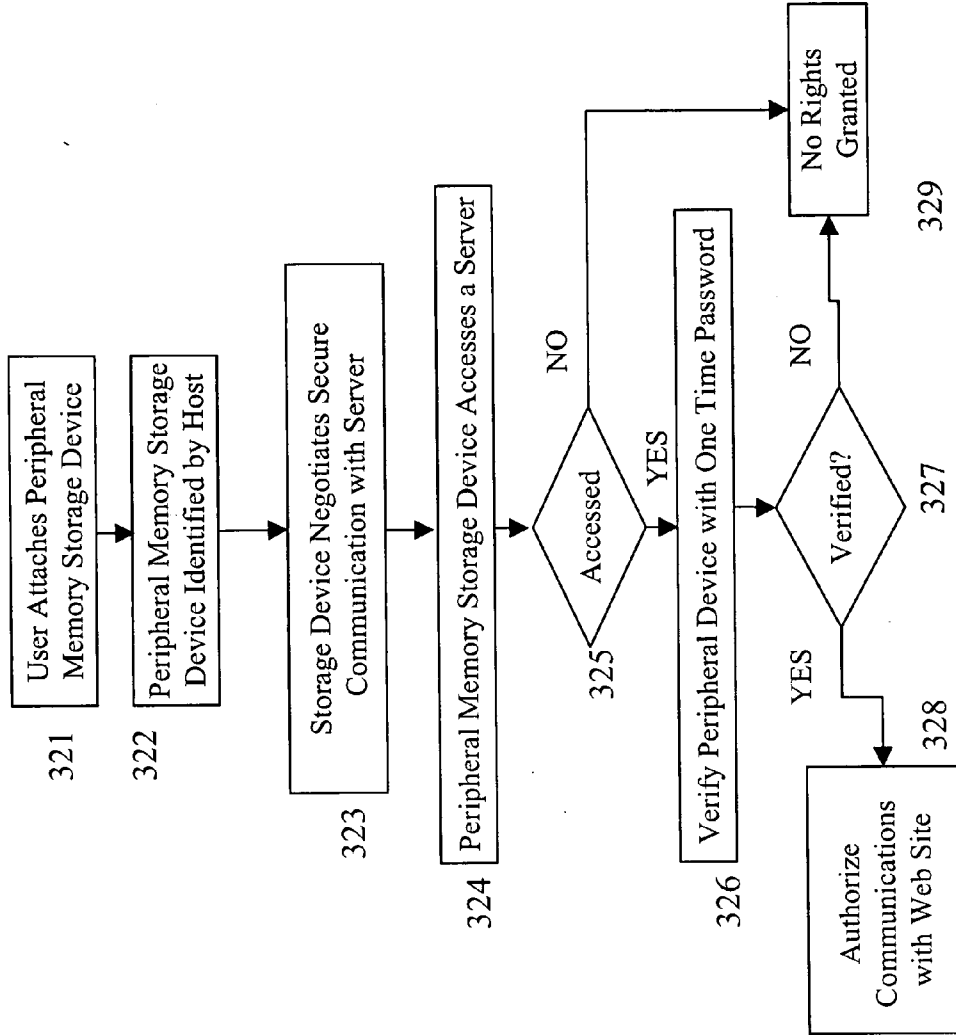 User Attaches Peripheral
Memory Storage Device
321
Peripheral Memory Storage
Device Identified by Host
322
Storage Device Negotiates Secure
Communication with Server
323
Peripheral Memory Storage Device Accesses a Server
324
Accessed
325
NO
YES
Verify Peripheral Device with One Time Password
326
Verified?
327
YES
NO
Authorize
Communications
with Web Site
328
No Rights
Granted
329